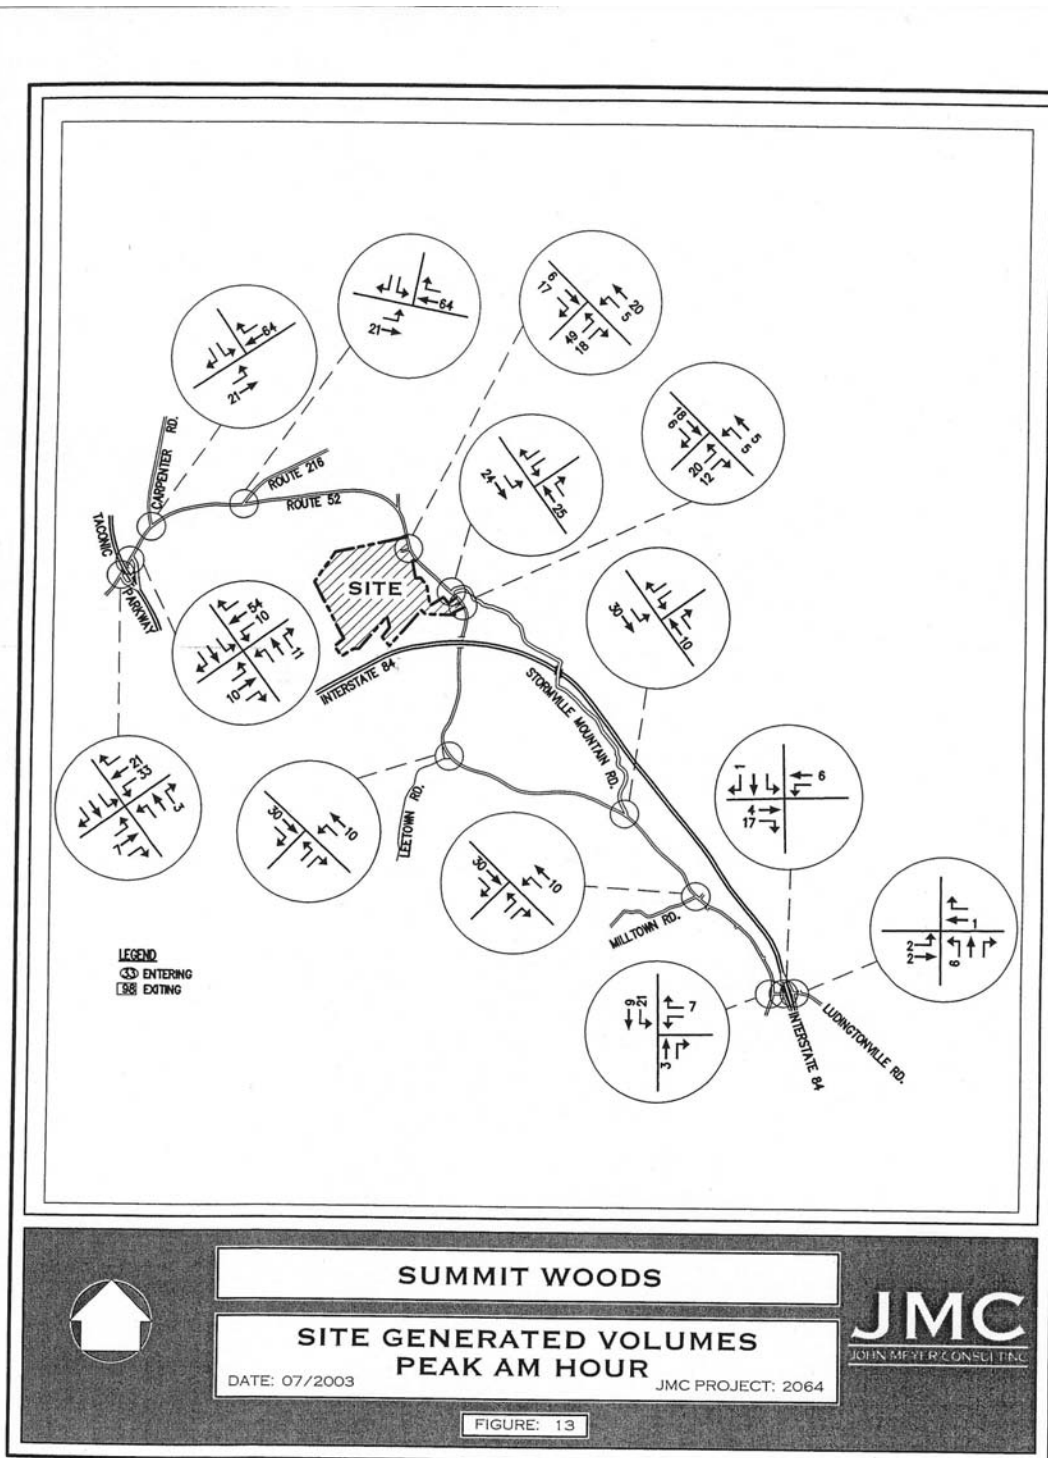 64
21
64
21
6
17
20
5
49
18
18
6
5
5
20
12
24
25
CARPENTER RD.
ROUTE 216
ROUTE 52
TACONIC
PARKWAY
SITE
INTERSTATE 84
54
10
11
10
30
10
STORMVILLE MOUNTAIN RD.
21
33
3
7
LEETOWN RD.
30
10
30
10
1
6
4
17
MILLTOWN RD.
1
2
2
6
9
21
7
3
INTERSTATE 84
LUDINGTONVILLE RD.
LEGEND
33 ENTERING
98 EXITING
SUMMIT WOODS
SITE GENERATED VOLUMES
PEAK AM HOUR
DATE: 07/2003
JMC PROJECT: 2064
FIGURE: 13
JMC
JOHN MEYER CONSULTING